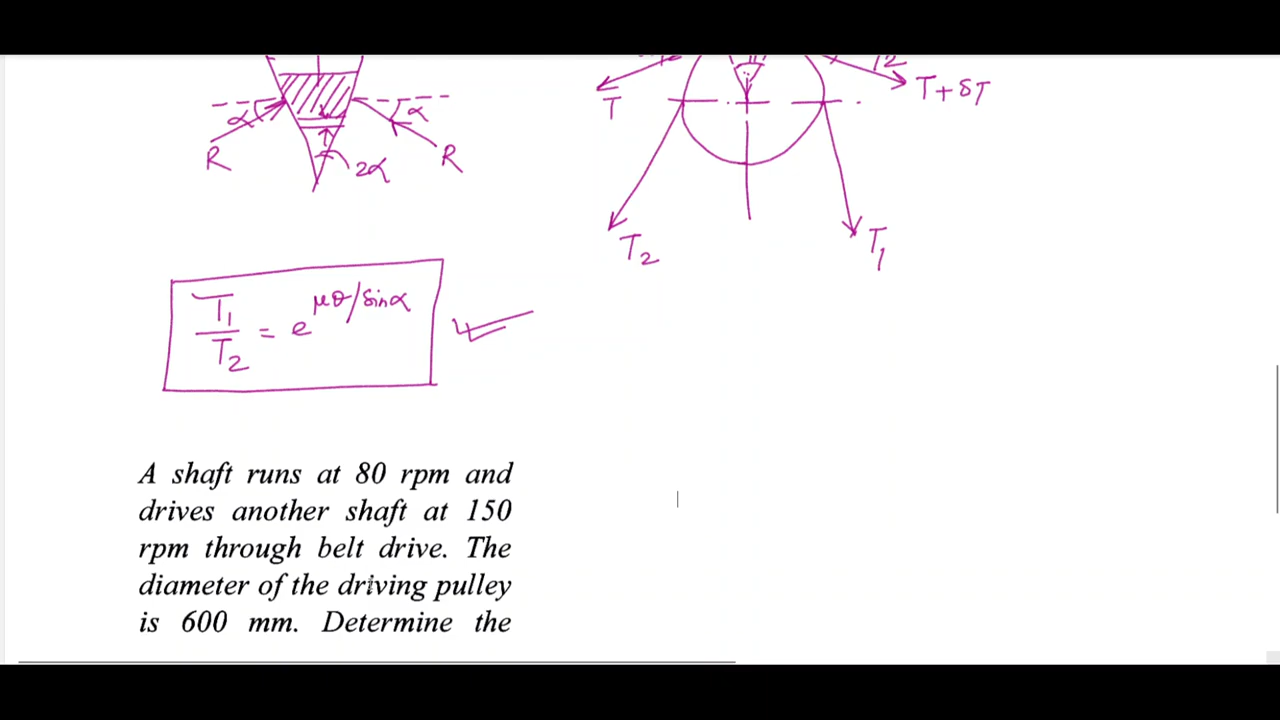 T
T+δT
α
α
R
R
2α
T2
T1
T1/T2 = e^μθ/sinα
A shaft runs at 80 rpm and
drives another shaft at 150
rpm through belt drive. The
diameter of the driving pulley
is 600 mm. Determine the